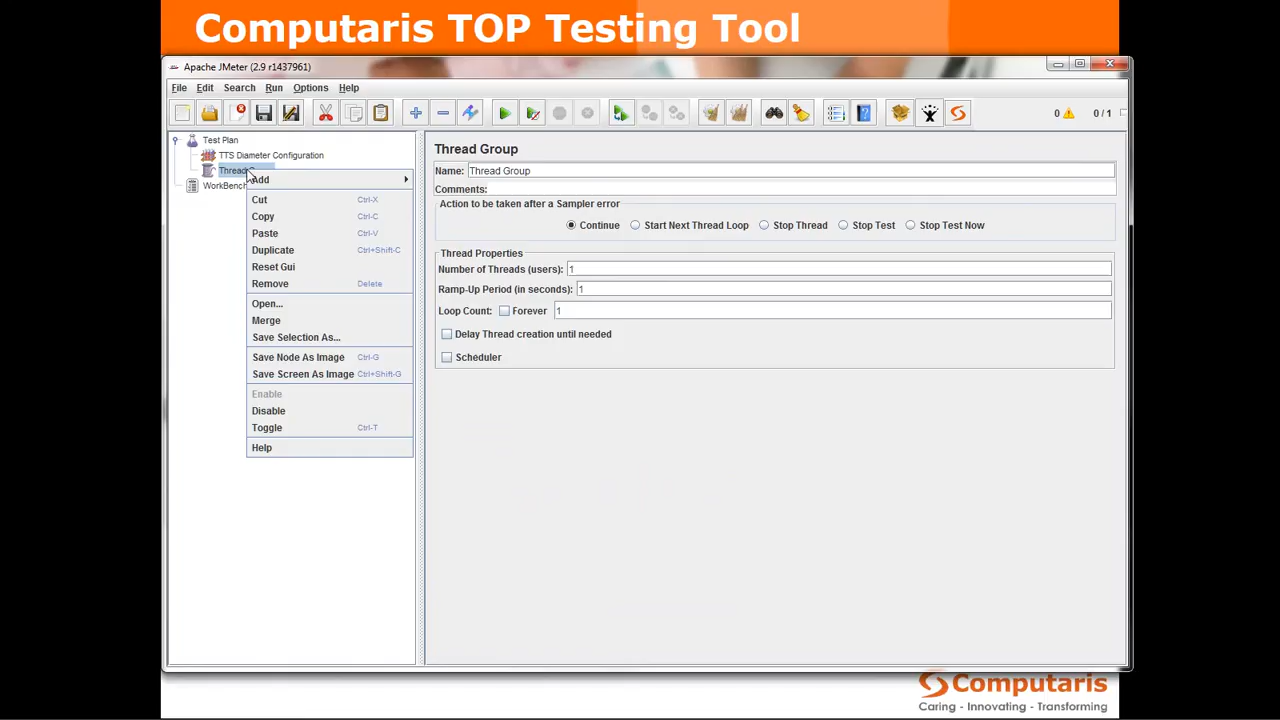 Computaris TOP Testing Tool
Apache JMeter (2.9 r1437961)
File Edit Search Run Options Help
0 0 / 1
Test Plan
TTS Diameter Configuration
Thread
WorkBench
Add
Cut Ctrl-X
Copy Ctrl-C
Paste Ctrl-V
Duplicate Ctrl+Shift-C
Reset Gui
Remove Delete
Open...
Merge
Save Selection As...
Save Node As Image Ctrl-G
Save Screen As Image Ctrl+Shift-G
Enable
Disable
Toggle Ctrl-T
Help
Thread Group
Name: Thread Group
Comments:
Action to be taken after a Sampler error
Continue Start Next Thread Loop Stop Thread Stop Test Stop Test Now
Thread Properties
Number of Threads (users): 1
Ramp-Up Period (in seconds): 1
Loop Count: Forever 1
Delay Thread creation until needed
Scheduler
Computaris
Caring - Innovating - Transforming